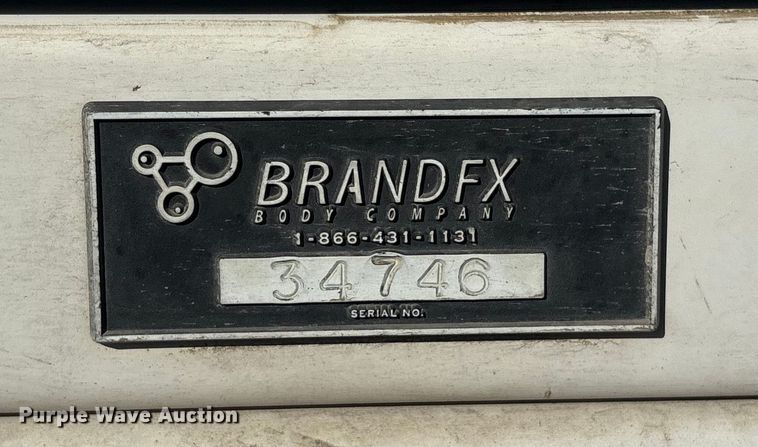 BRANDFX
BODY COMPANY
1-866-431-1131
34746
SERIAL NO.
Purple Wave Auction